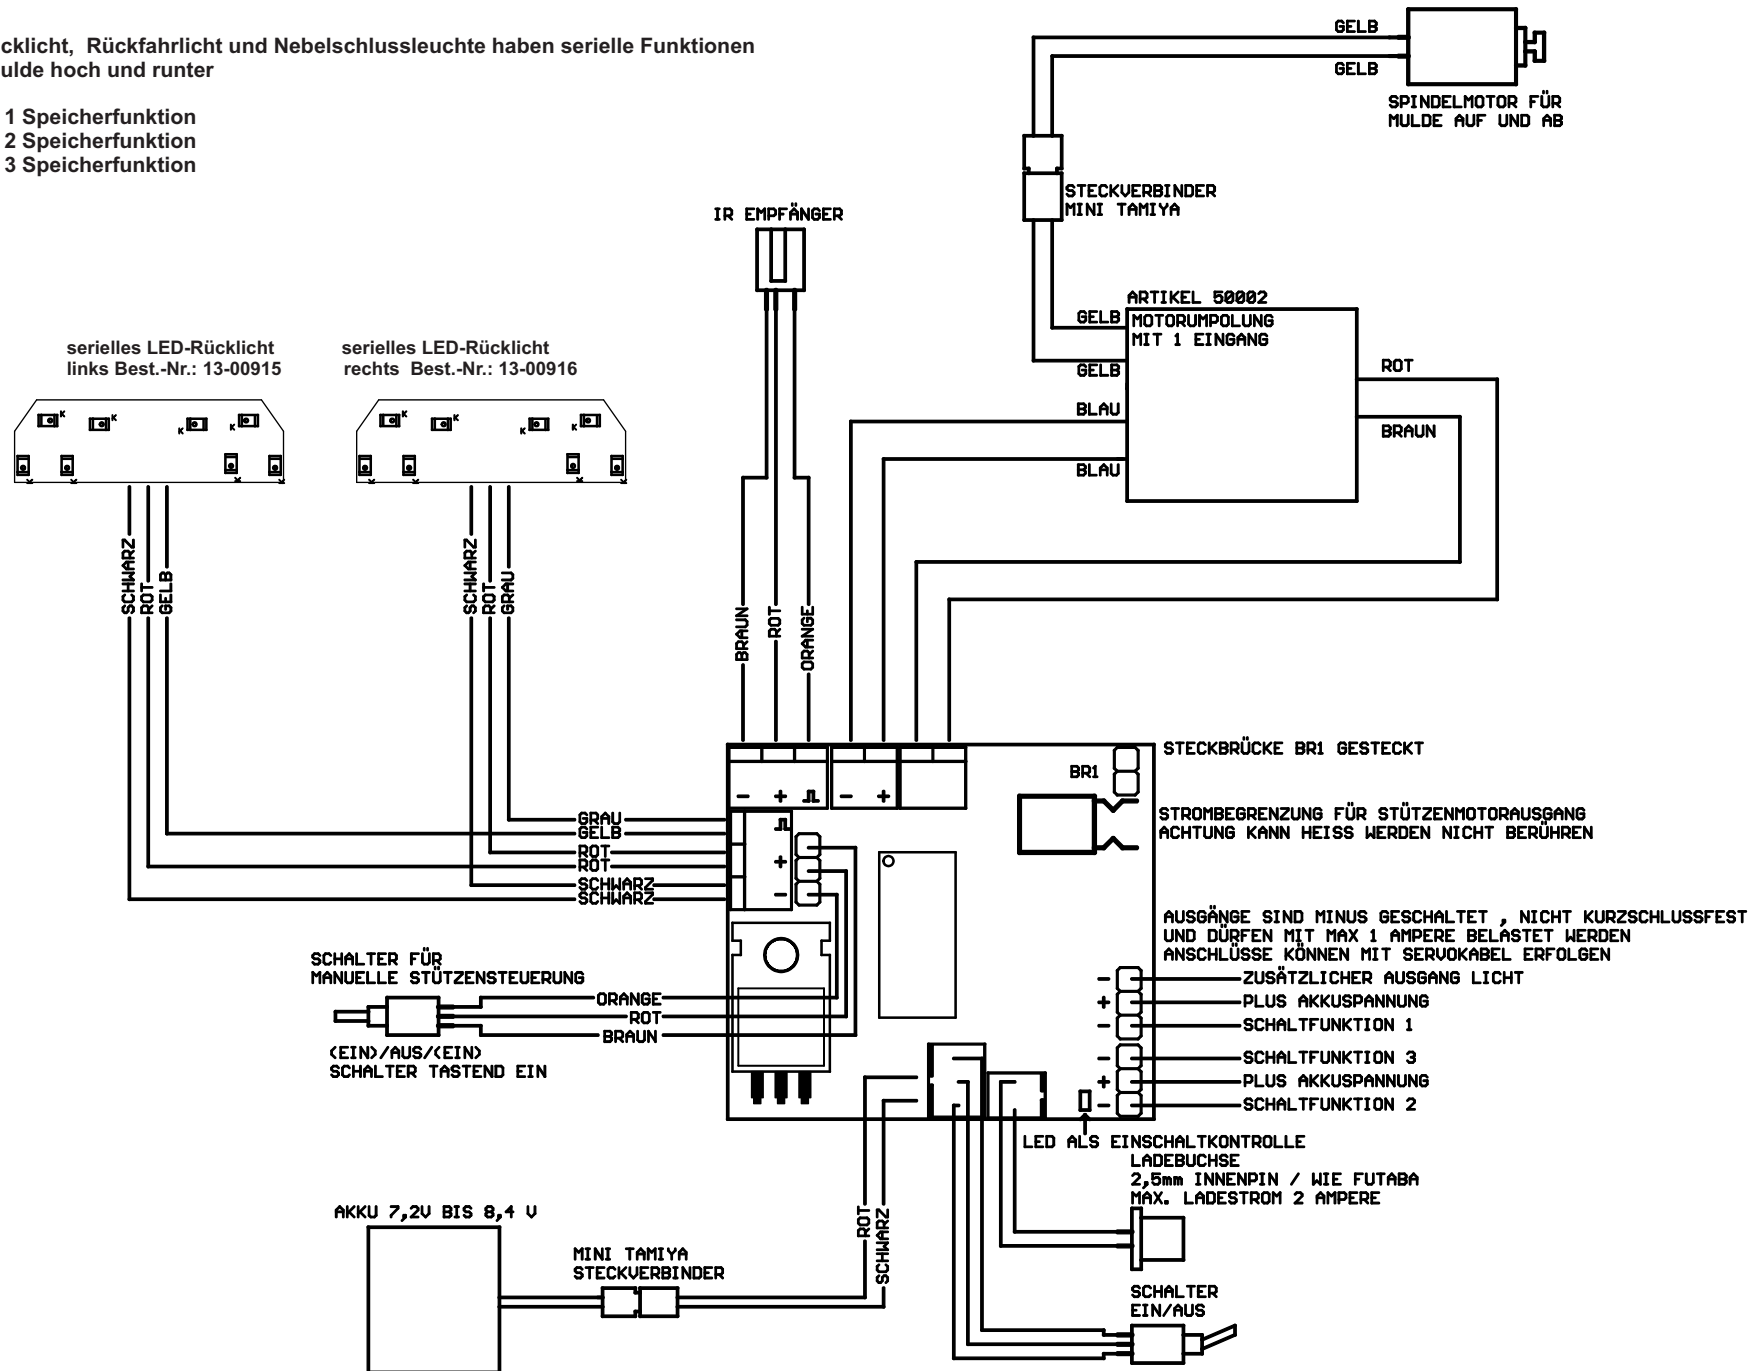 cklicht, Rückfahrlicht und Nebelschlussleuchte haben serielle Funktionen
ulde hoch und runter
1 Speicherfunktion
2 Speicherfunktion
3 Speicherfunktion
GELB
GELB
SPINDELMOTOR FÜR
MULDE AUF UND AB
STECKVERBINDER
MINI TAMIYA
IR EMPFÄNGER
ARTIKEL 50002
MOTORUMPOLUNG
MIT 1 EINGANG
GELB
GELB
BLAU
BLAU
ROT
BRAUN
serielles LED-Rücklicht
links Best.-Nr.: 13-00915
serielles LED-Rücklicht
rechts Best.-Nr.: 13-00916
K
K
K
K
K
K
K
K
SCHWARZ
ROT
GELB
SCHWARZ
ROT
GRAU
BRAUN
ROT
ORANGE
STECKBRÜCKE BR1 GESTECKT
BR1
- + - +
STROMBEGRENZUNG FÜR STÜTZENMOTORAUSGANG
ACHTUNG KANN HEISS WERDEN NICHT BERÜHREN
GRAU
GELB
ROT
ROT
SCHWARZ
SCHWARZ
+
-
AUSGÄNGE SIND MINUS GESCHALTET , NICHT KURZSCHLUSSFEST
UND DÜRFEN MIT MAX 1 AMPERE BELASTET WERDEN
ANSCHLÜSSE KÖNNEN MIT SERVOKABEL ERFOLGEN
- ZUSÄTZLICHER AUSGANG LICHT
+ PLUS AKKUSPANNUNG
- SCHALTFUNKTION 1
- SCHALTFUNKTION 3
+ PLUS AKKUSPANNUNG
- SCHALTFUNKTION 2
SCHALTER FÜR
MANUELLE STÜTZENSTEUERUNG
ORANGE
ROT
BRAUN
(EIN)/AUS/(EIN)
SCHALTER TASTEND EIN
LED ALS EINSCHALTKONTROLLE
LADEBUCHSE
2,5mm INNENPIN / WIE FUTABA
MAX. LADESTROM 2 AMPERE
AKKU 7,2V BIS 8,4 V
MINI TAMIYA
STECKVERBINDER
ROT
SCHWARZ
SCHALTER
EIN/AUS